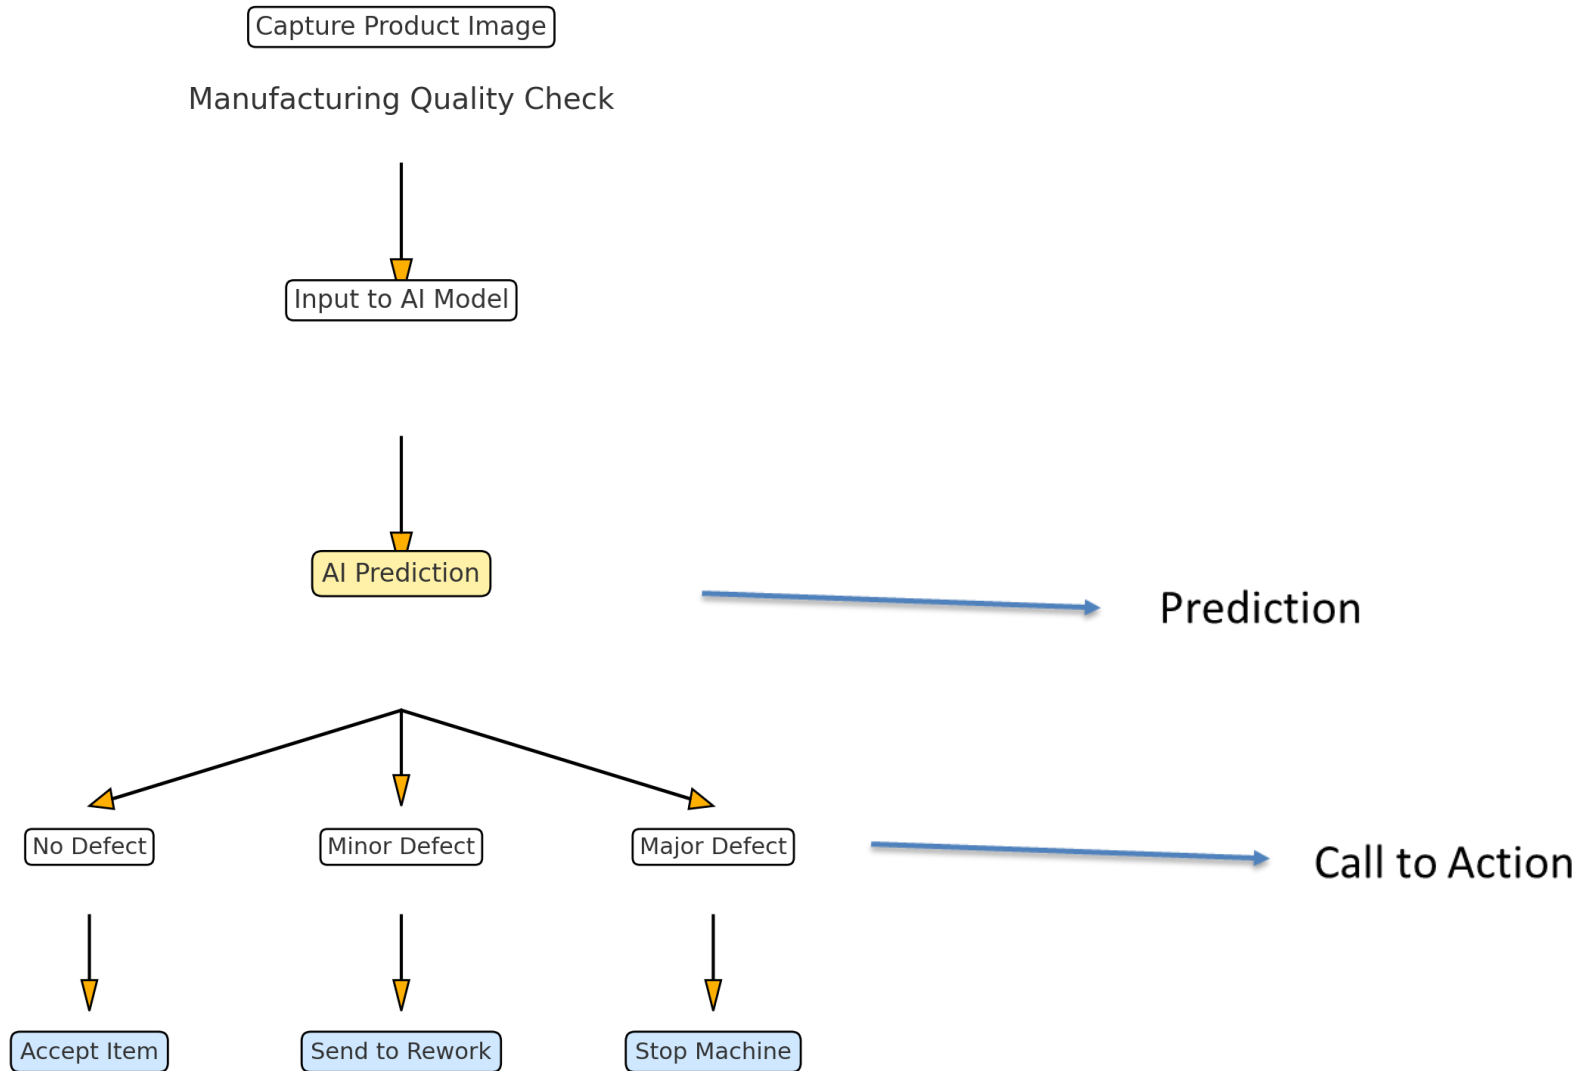 Capture Product Image
Manufacturing Quality Check
Input to AI Model
AI Prediction
Prediction
No Defect
Minor Defect
Major Defect
Call to Action
Accept Item
Send to Rework
Stop Machine